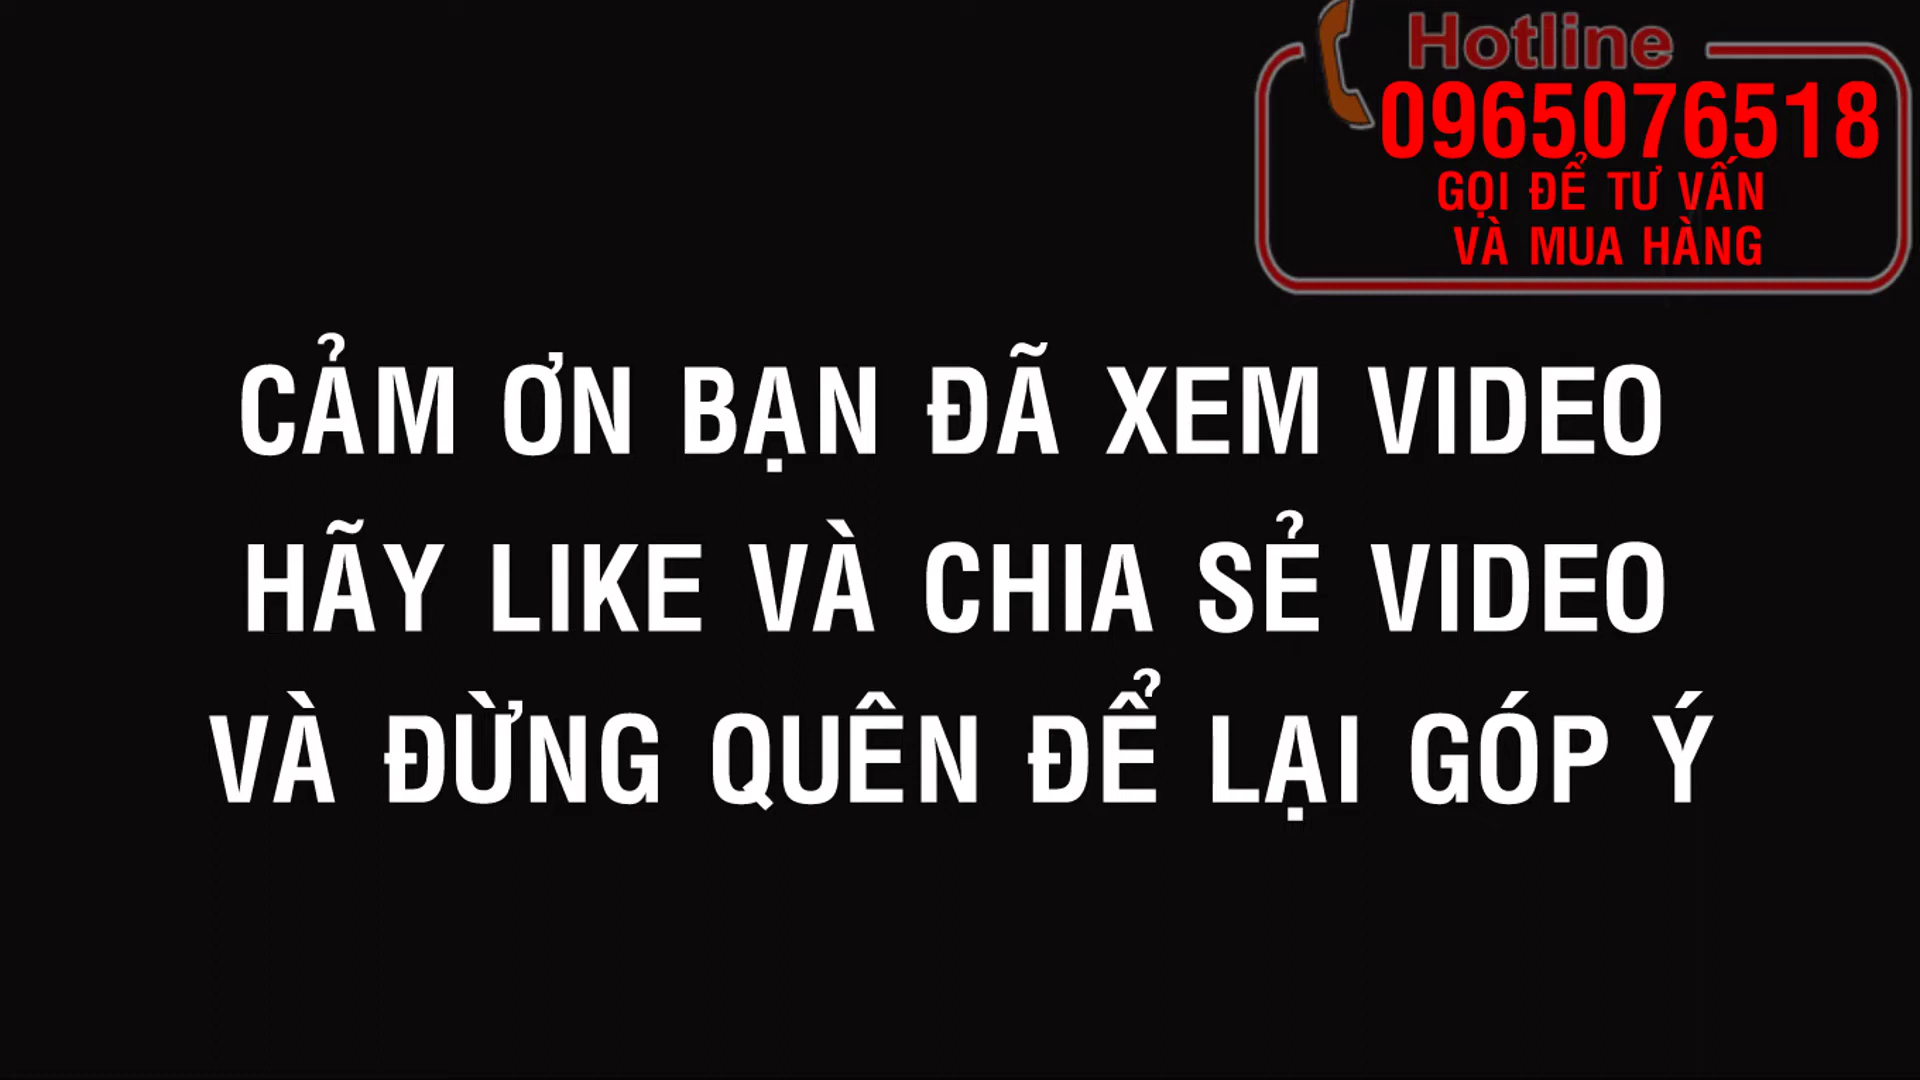 Hotline
0965076518
GỌI ĐỂ TƯ VẤN
VÀ MUA HÀNG
CẢM ƠN BẠN ĐÃ XEM VIDEO
HÃY LIKE VÀ CHIA SẺ VIDEO
VÀ ĐỪNG QUÊN ĐỂ LẠI GÓP Ý